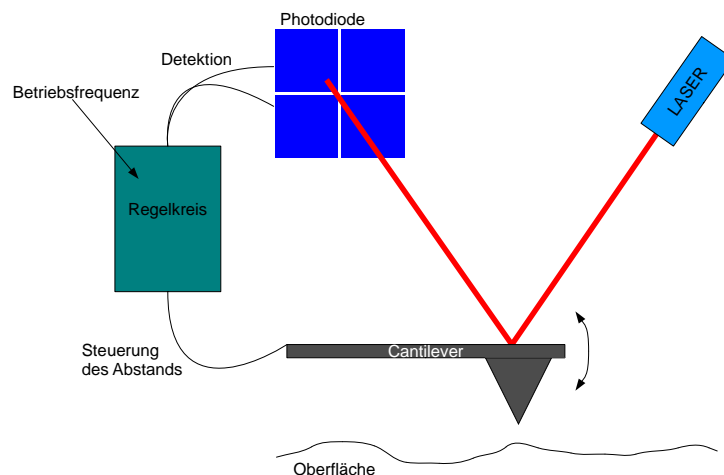 Photodiode
Detektion
Betriebsfrequenz
LASER
Regelkreis
Cantilever
Steuerung
des Abstands
Oberfläche